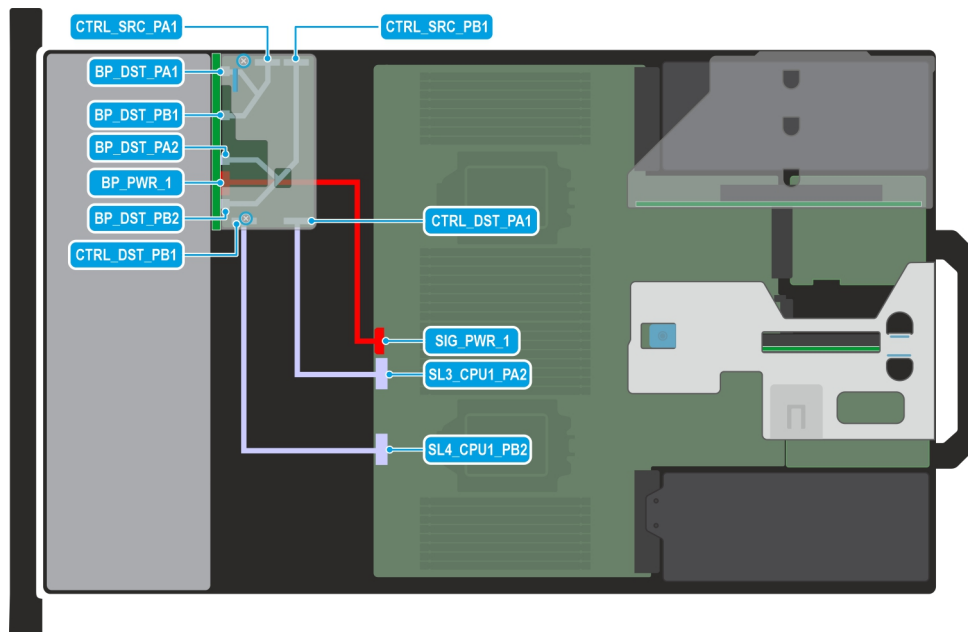 CTRL_SRC_PA1
CTRL_SRC_PB1
BP_DST_PA1
BP_DST_PB1
BP_DST_PA2
BP_PWR_1
BP_DST_PB2
CTRL_DST_PA1
CTRL_DST_PB1
SIG_PWR_1
SL3_CPU1_PA2
SL4_CPU1_PB2